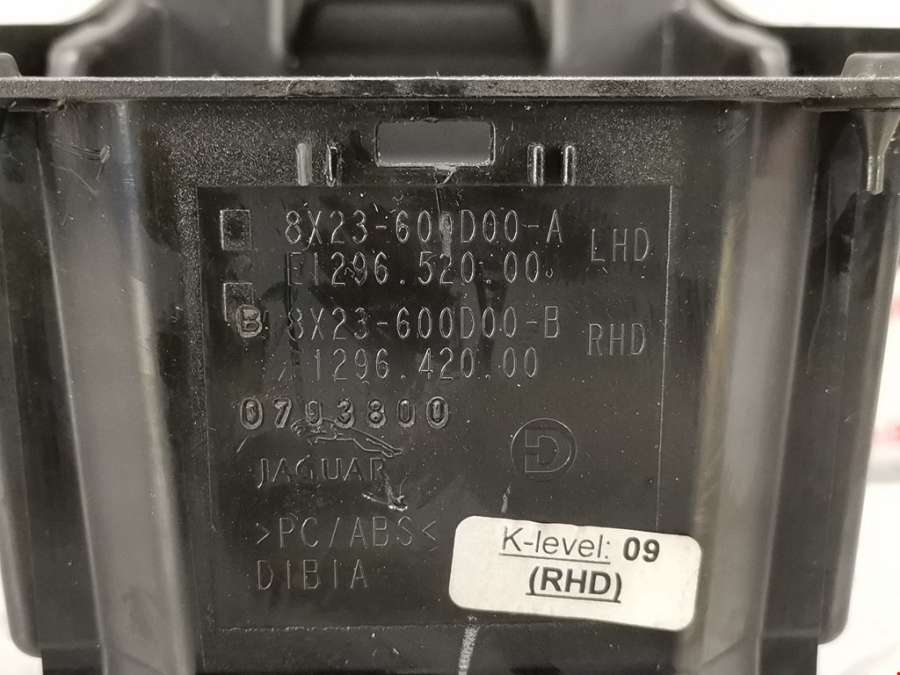 8X23-600D00-A
LHD
E1296.520.00
B 8X23-600D00-B
RHD
1296.420.00
0793800
JAGUAR
D
>PC/ABS<
DIBIA
K-level: 09
(RHD)